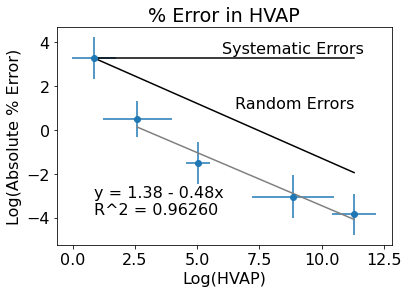 % Error in HVAP
Log(Absolute % Error)
4
2
0
−2
−4
Systematic Errors
Random Errors
y = 1.38 - 0.48x
R^2 = 0.96260
0.0 2.5 5.0 7.5 10.0 12.5
Log(HVAP)